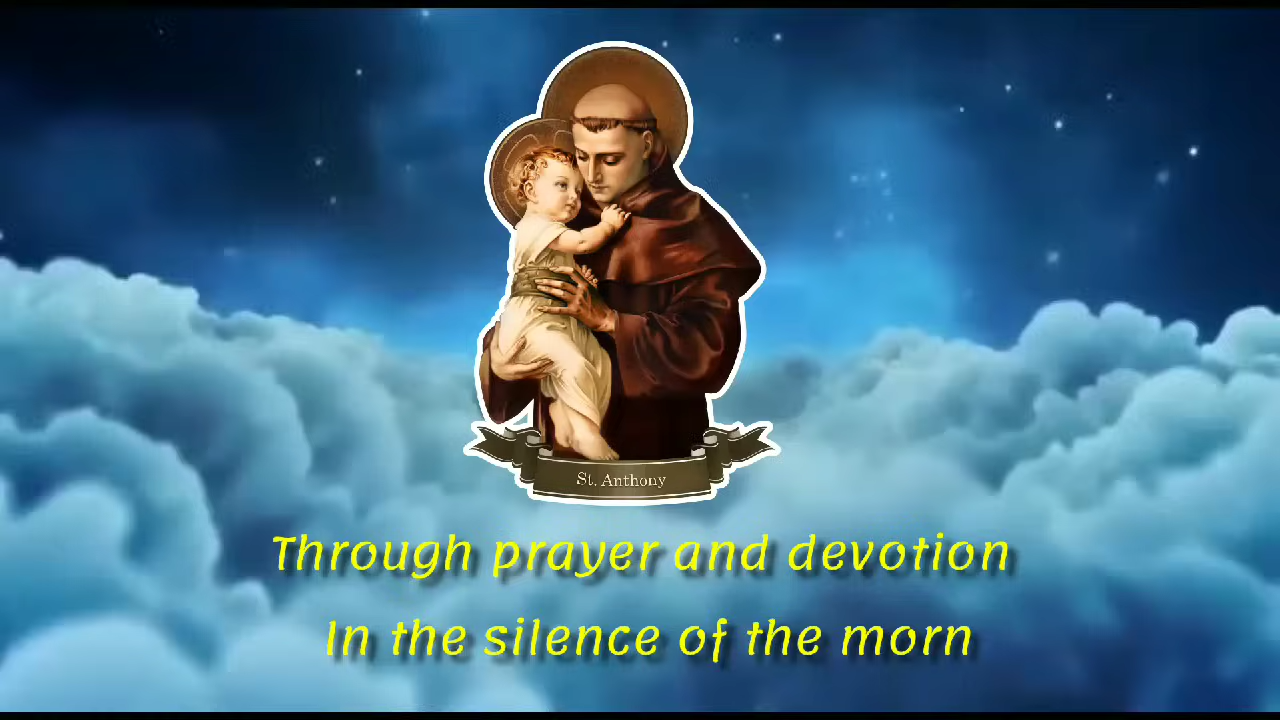 St. Anthony
Through prayer and devotion
In the silence of the morn